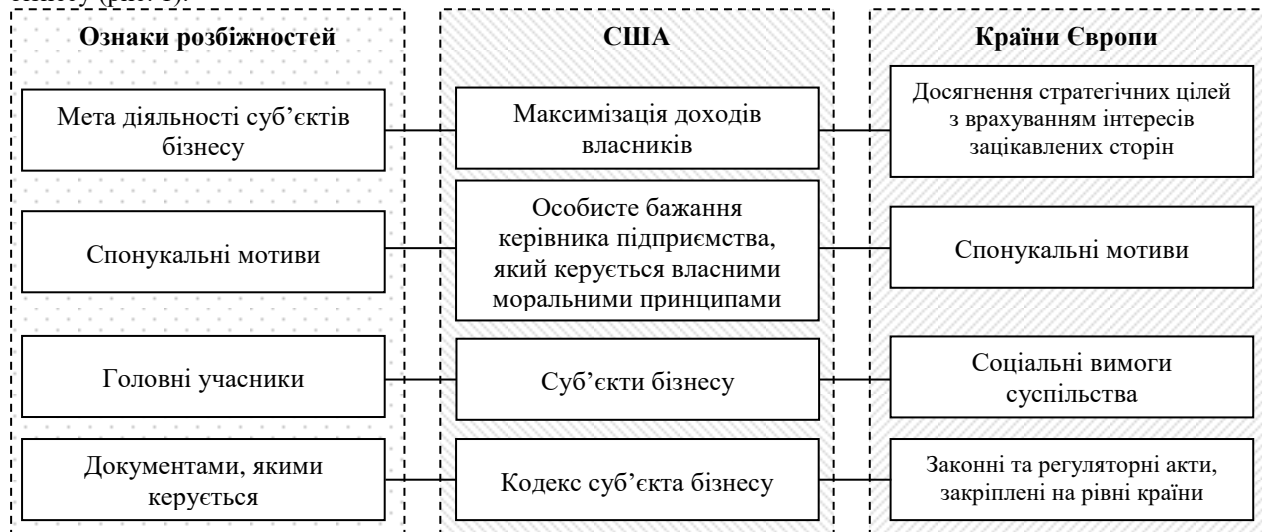 Ознаки розбіжностей
США
Країни Європи
Мета діяльності суб’єктів
бізнесу
Максимізація доходів
власників
Досягнення стратегічних цілей
з врахуванням інтересів
зацікавлених сторін
Спонукальні мотиви
Особисте бажання
керівника підприємства,
який керується власними
моральними принципами
Спонукальні мотиви
Головні учасники
Суб’єкти бізнесу
Соціальні вимоги
суспільства
Документами, якими
керується
Кодекс суб’єкта бізнесу
Законні та регуляторні акти,
закріплені на рівні країни